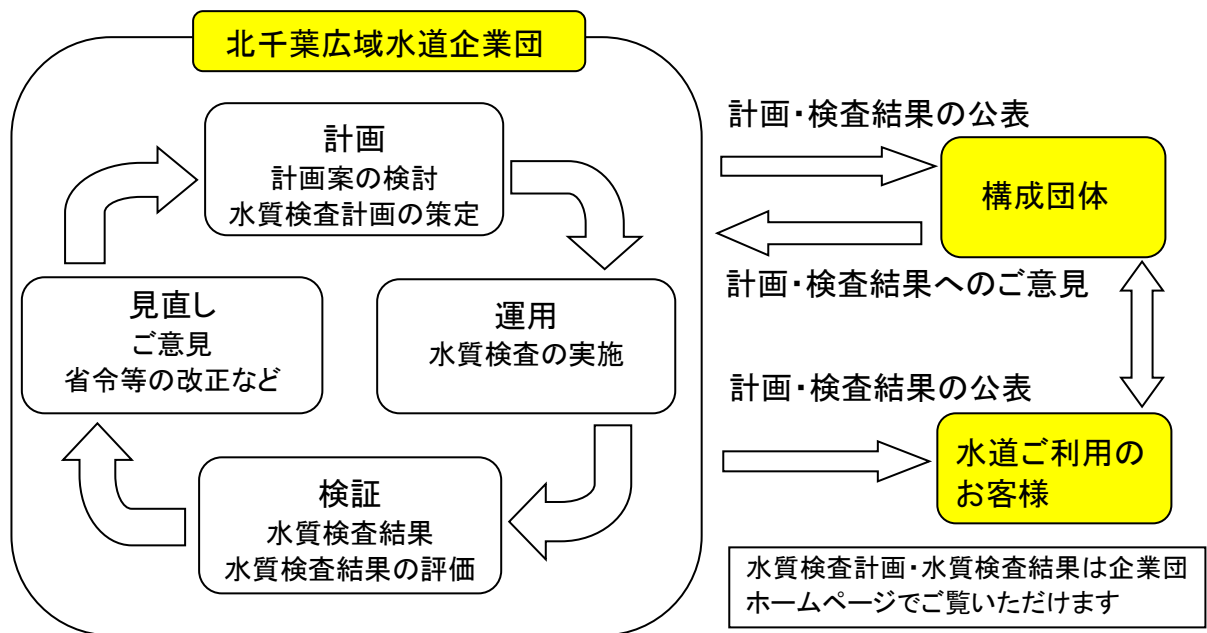 北千葉広域水道企業団
計画
計画案の検討
水質検査計画の策定
運用
水質検査の実施
検証
水質検査結果
水質検査結果の評価
見直し
ご意見
省令等の改正など
計画・検査結果の公表
構成団体
計画・検査結果へのご意見
計画・検査結果の公表
水道ご利用の
お客様
水質検査計画・水質検査結果は企業団
ホームページでご覧いただけます